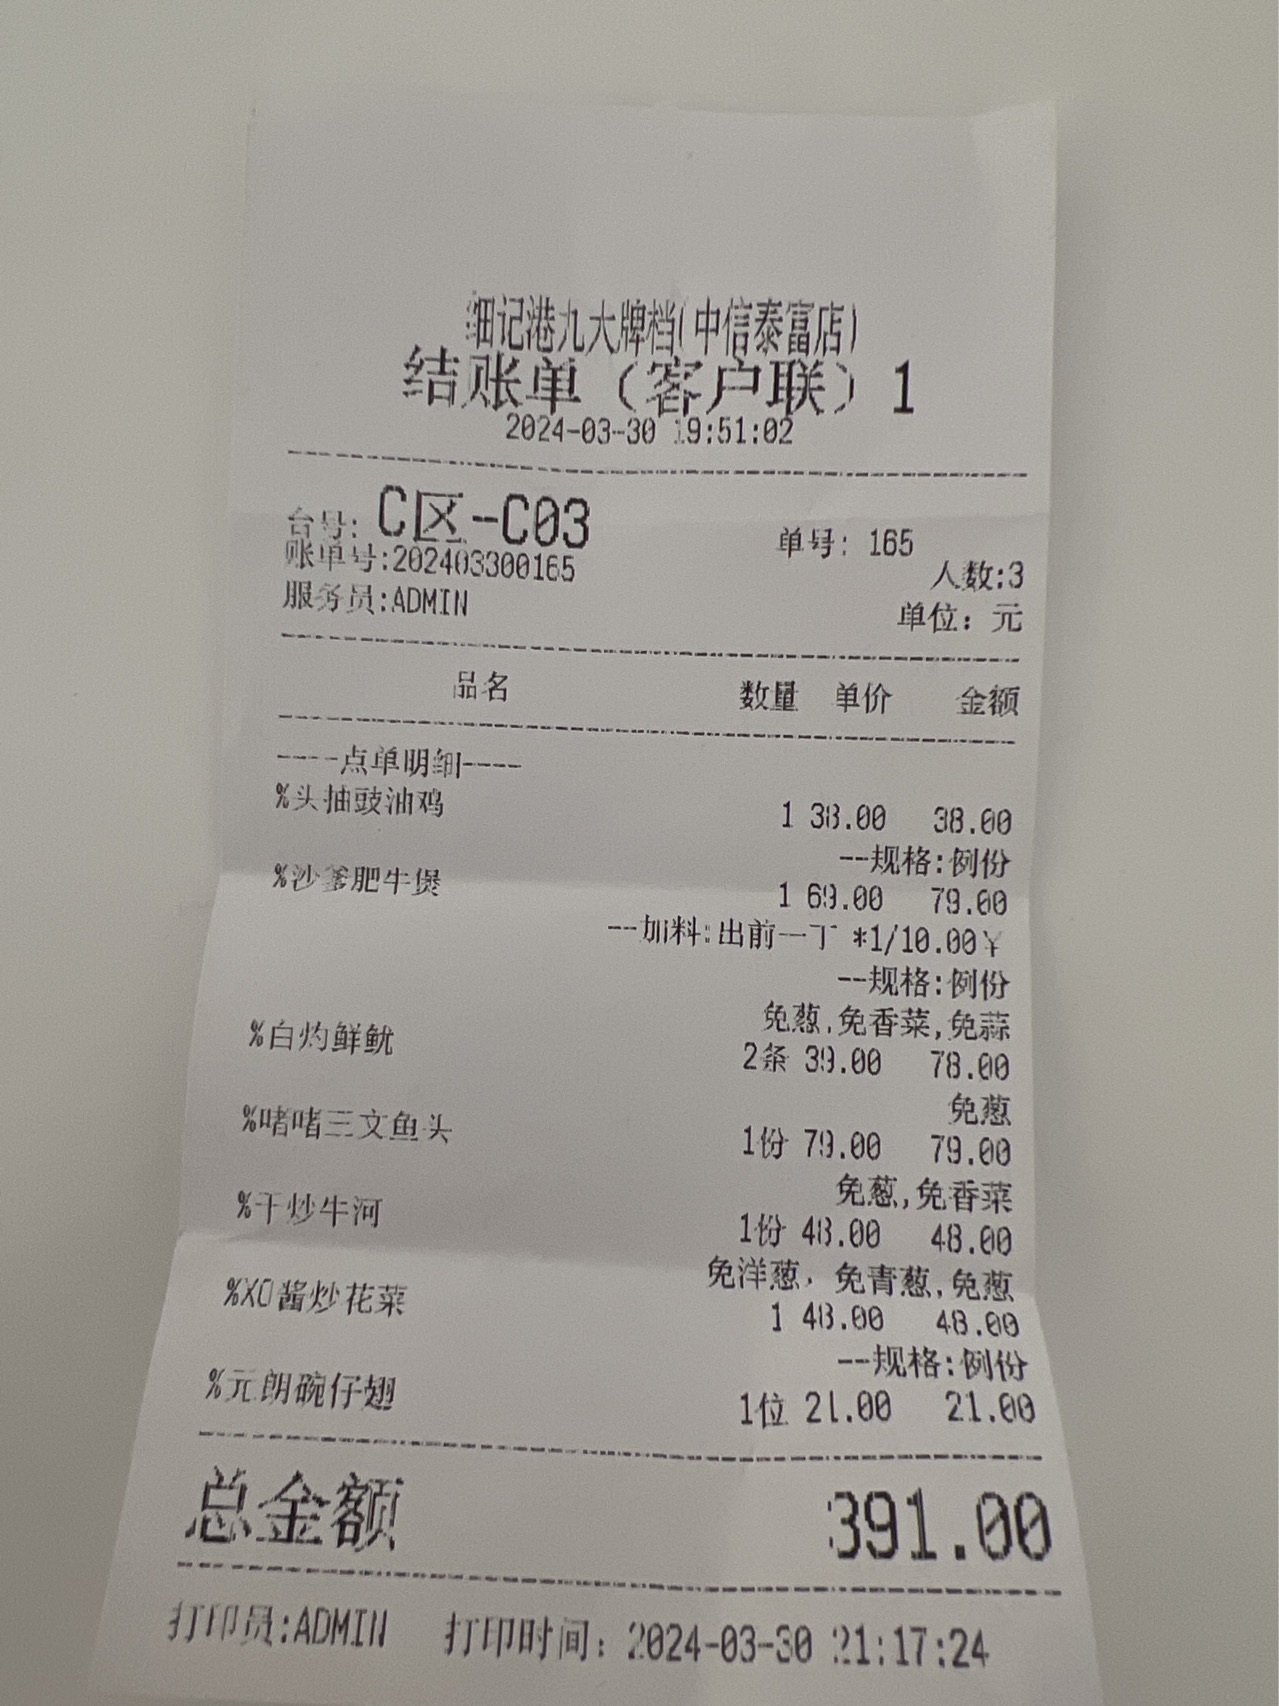 细记港九大牌档(中信泰富店)
结账单（客户联）1
2024-03-30 19:51:02
台号: C区-C03 单号: 165
账单号:202403300165 人数:3
服务员:ADMIN 单位: 元
品名 数量 单价 金额
----点单明细----
%头抽豉油鸡 1 38.00 38.00
--规格:例份
%沙爹肥牛煲 1 69.00 79.00
--加料:出前一丁 *1/10.00¥
--规格:例份
免葱,免香菜,免蒜
%白灼鲜鱿 2条 39.00 78.00
免葱
%啫啫三文鱼头 1份 79.00 79.00
免葱,免香菜
%干炒牛河 1份 48.00 48.00
免洋葱，免青葱,免葱
%XO酱炒花菜 1 48.00 48.00
--规格:例份
%元朗碗仔翅 1位 21.00 21.00
总金额 391.00
打印员:ADMIN 打印时间: 2024-03-30 21:17:24